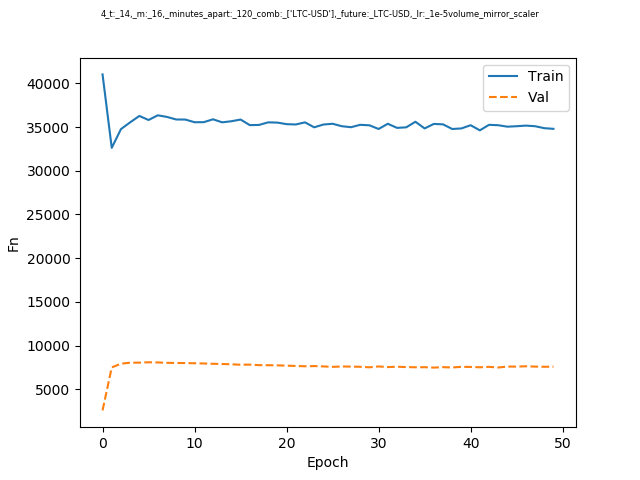 4_t:_14,_m:_16,_minutes_apart:_120_comb:_['LTC-USD'],_future:_LTC-USD,_lr:_1e-5volume_mirror_scaler
Train
Val
40000
35000
30000
25000
20000
15000
10000
5000
Fn
0 10 20 30 40 50
Epoch